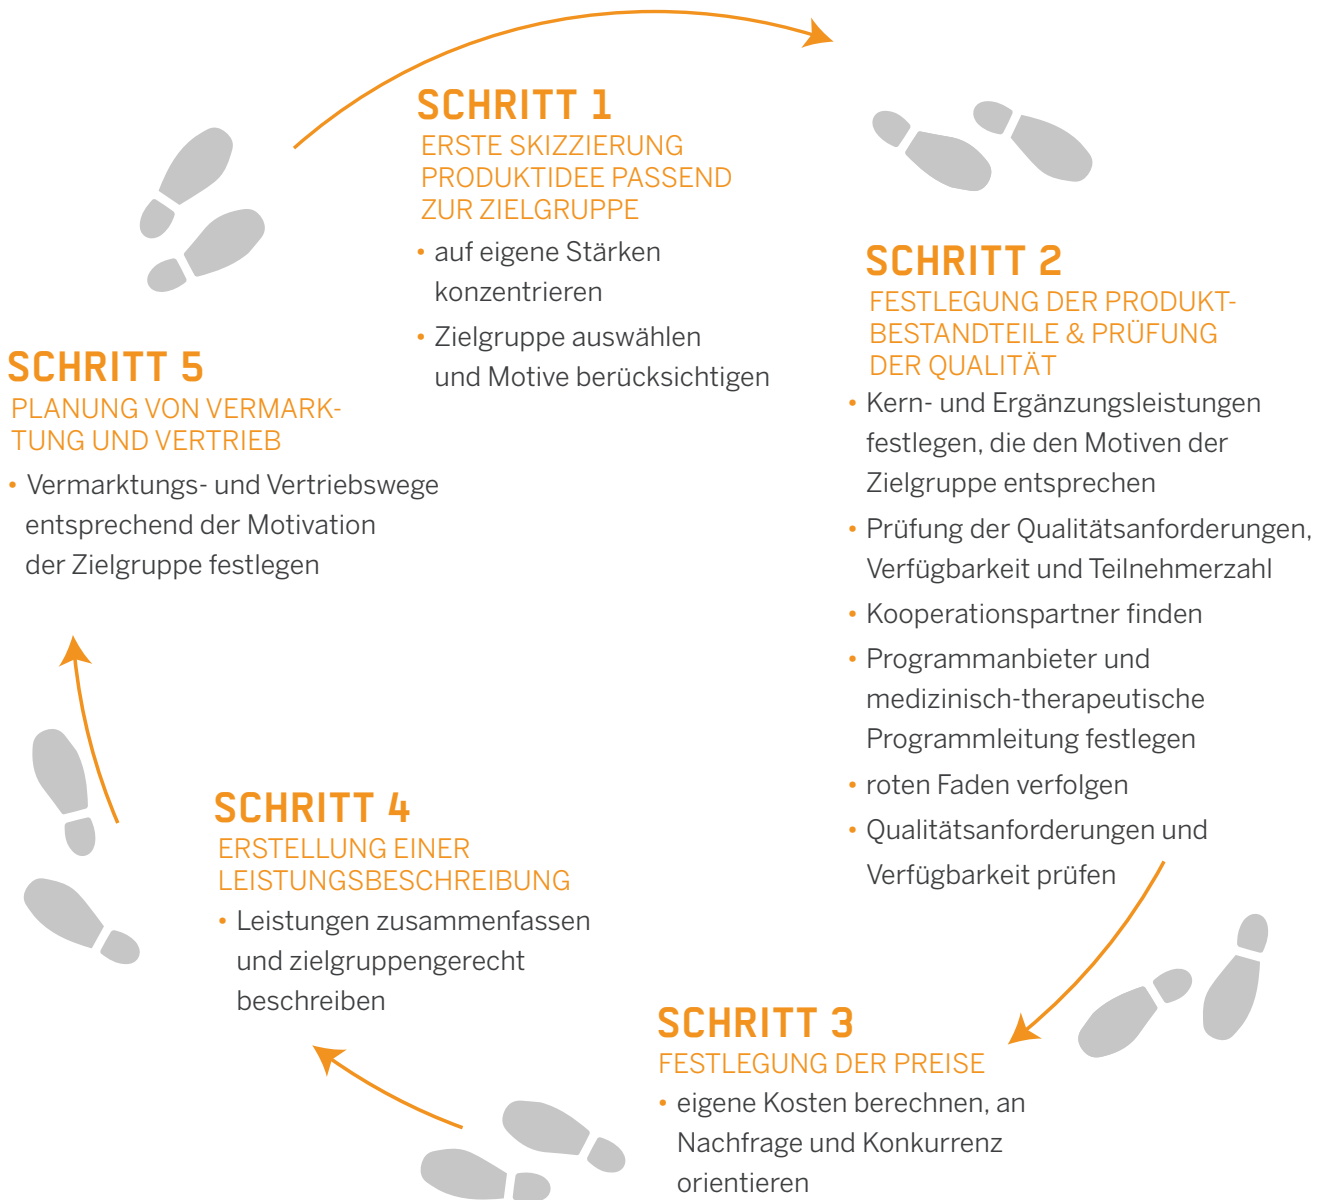 SCHRITT 1
ERSTE SKIZZIERUNG
PRODUKTIDEE PASSEND
ZUR ZIELGRUPPE
• auf eigene Stärken
konzentrieren
• Zielgruppe auswählen
und Motive berücksichtigen
SCHRITT 2
FESTLEGUNG DER PRODUKT-
BESTANDTEILE & PRÜFUNG
DER QUALITÄT
• Kern- und Ergänzungsleistungen
festlegen, die den Motiven der
Zielgruppe entsprechen
• Prüfung der Qualitätsanforderungen,
Verfügbarkeit und Teilnehmerzahl
• Kooperationspartner finden
• Programmanbieter und
medizinisch-therapeutische
Programmleitung festlegen
• roten Faden verfolgen
• Qualitätsanforderungen und
Verfügbarkeit prüfen
SCHRITT 3
FESTLEGUNG DER PREISE
• eigene Kosten berechnen, an
Nachfrage und Konkurrenz
orientieren
SCHRITT 4
ERSTELLUNG EINER
LEISTUNGSBESCHREIBUNG
• Leistungen zusammenfassen
und zielgruppengerecht
beschreiben
SCHRITT 5
PLANUNG VON VERMARK-
TUNG UND VERTRIEB
• Vermarktungs- und Vertriebswege
entsprechend der Motivation
der Zielgruppe festlegen